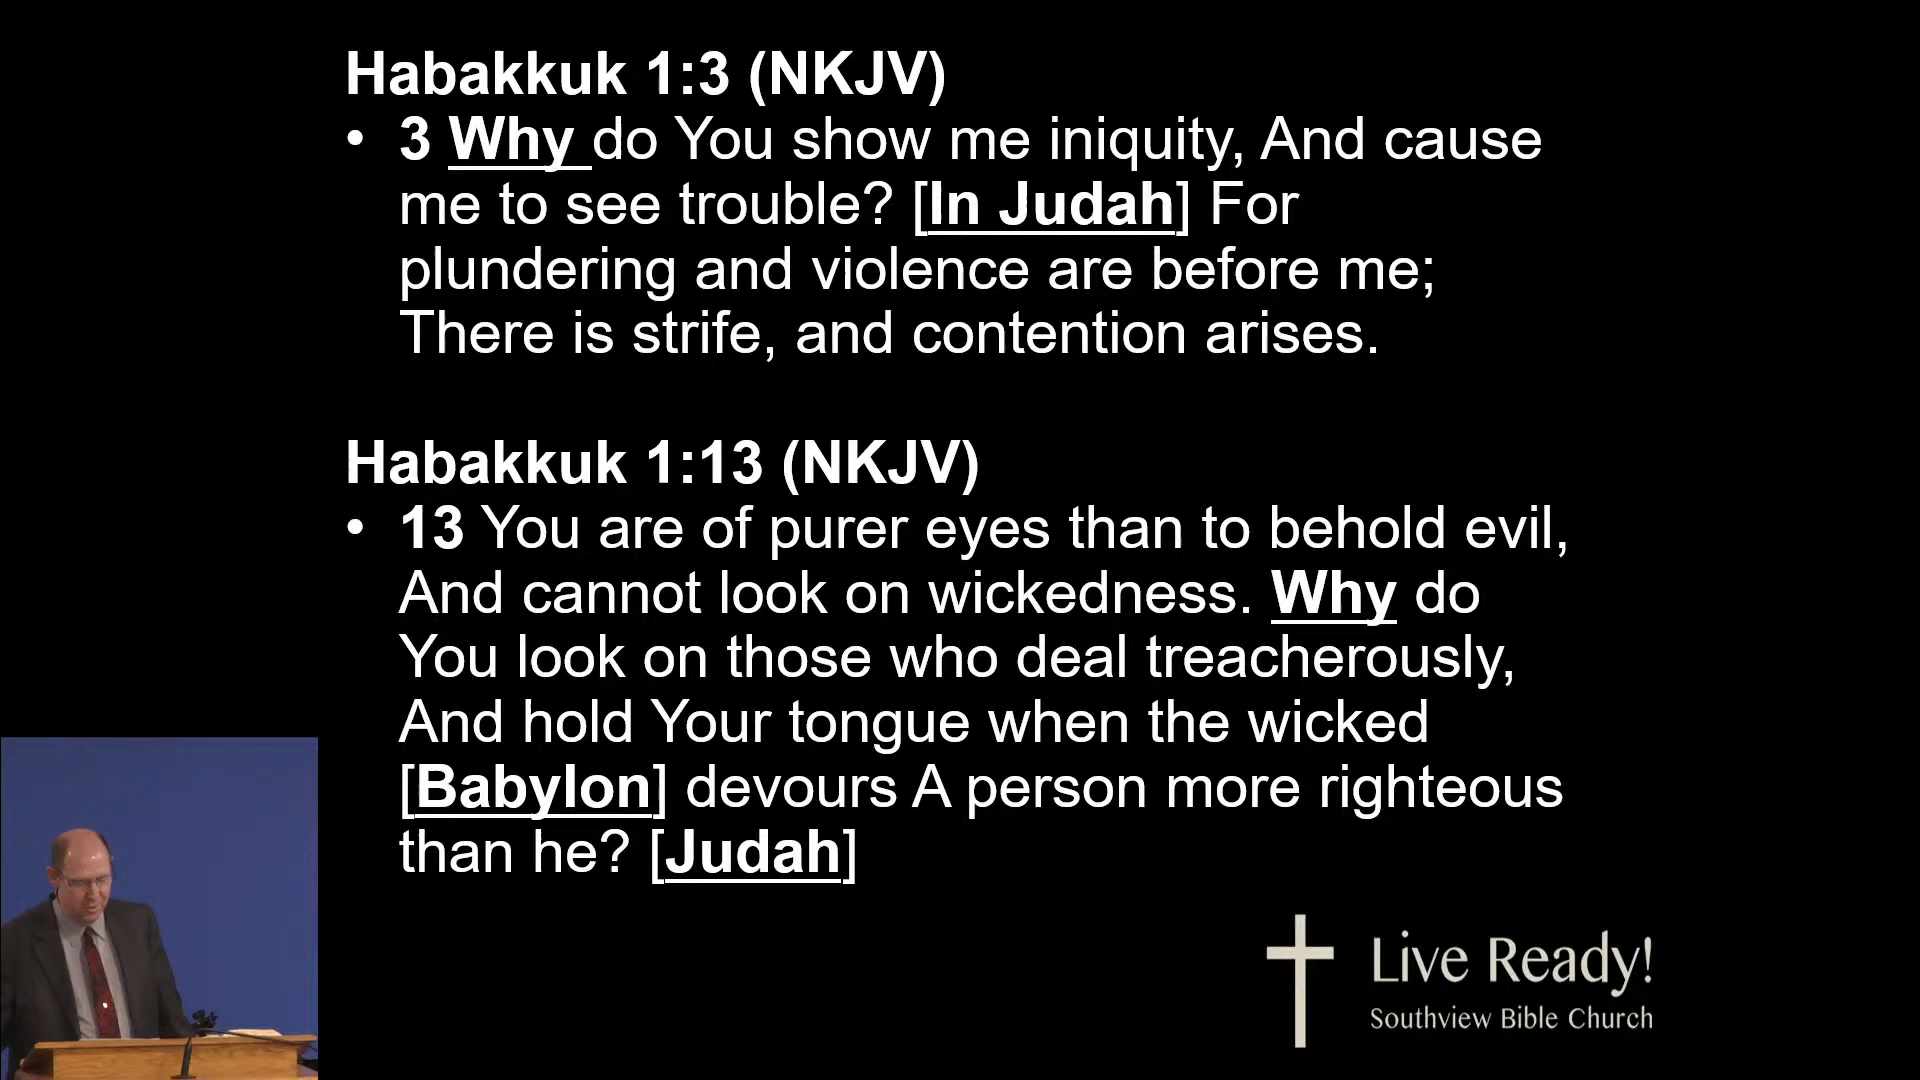 Habakkuk 1:3 (NKJV)
• 3 Why do You show me iniquity, And cause
me to see trouble? [In Judah] For
plundering and violence are before me;
There is strife, and contention arises.
Habakkuk 1:13 (NKJV)
• 13 You are of purer eyes than to behold evil,
And cannot look on wickedness. Why do
You look on those who deal treacherously,
And hold Your tongue when the wicked
[Babylon] devours A person more righteous
than he? [Judah]
Live Ready!
Southview Bible Church